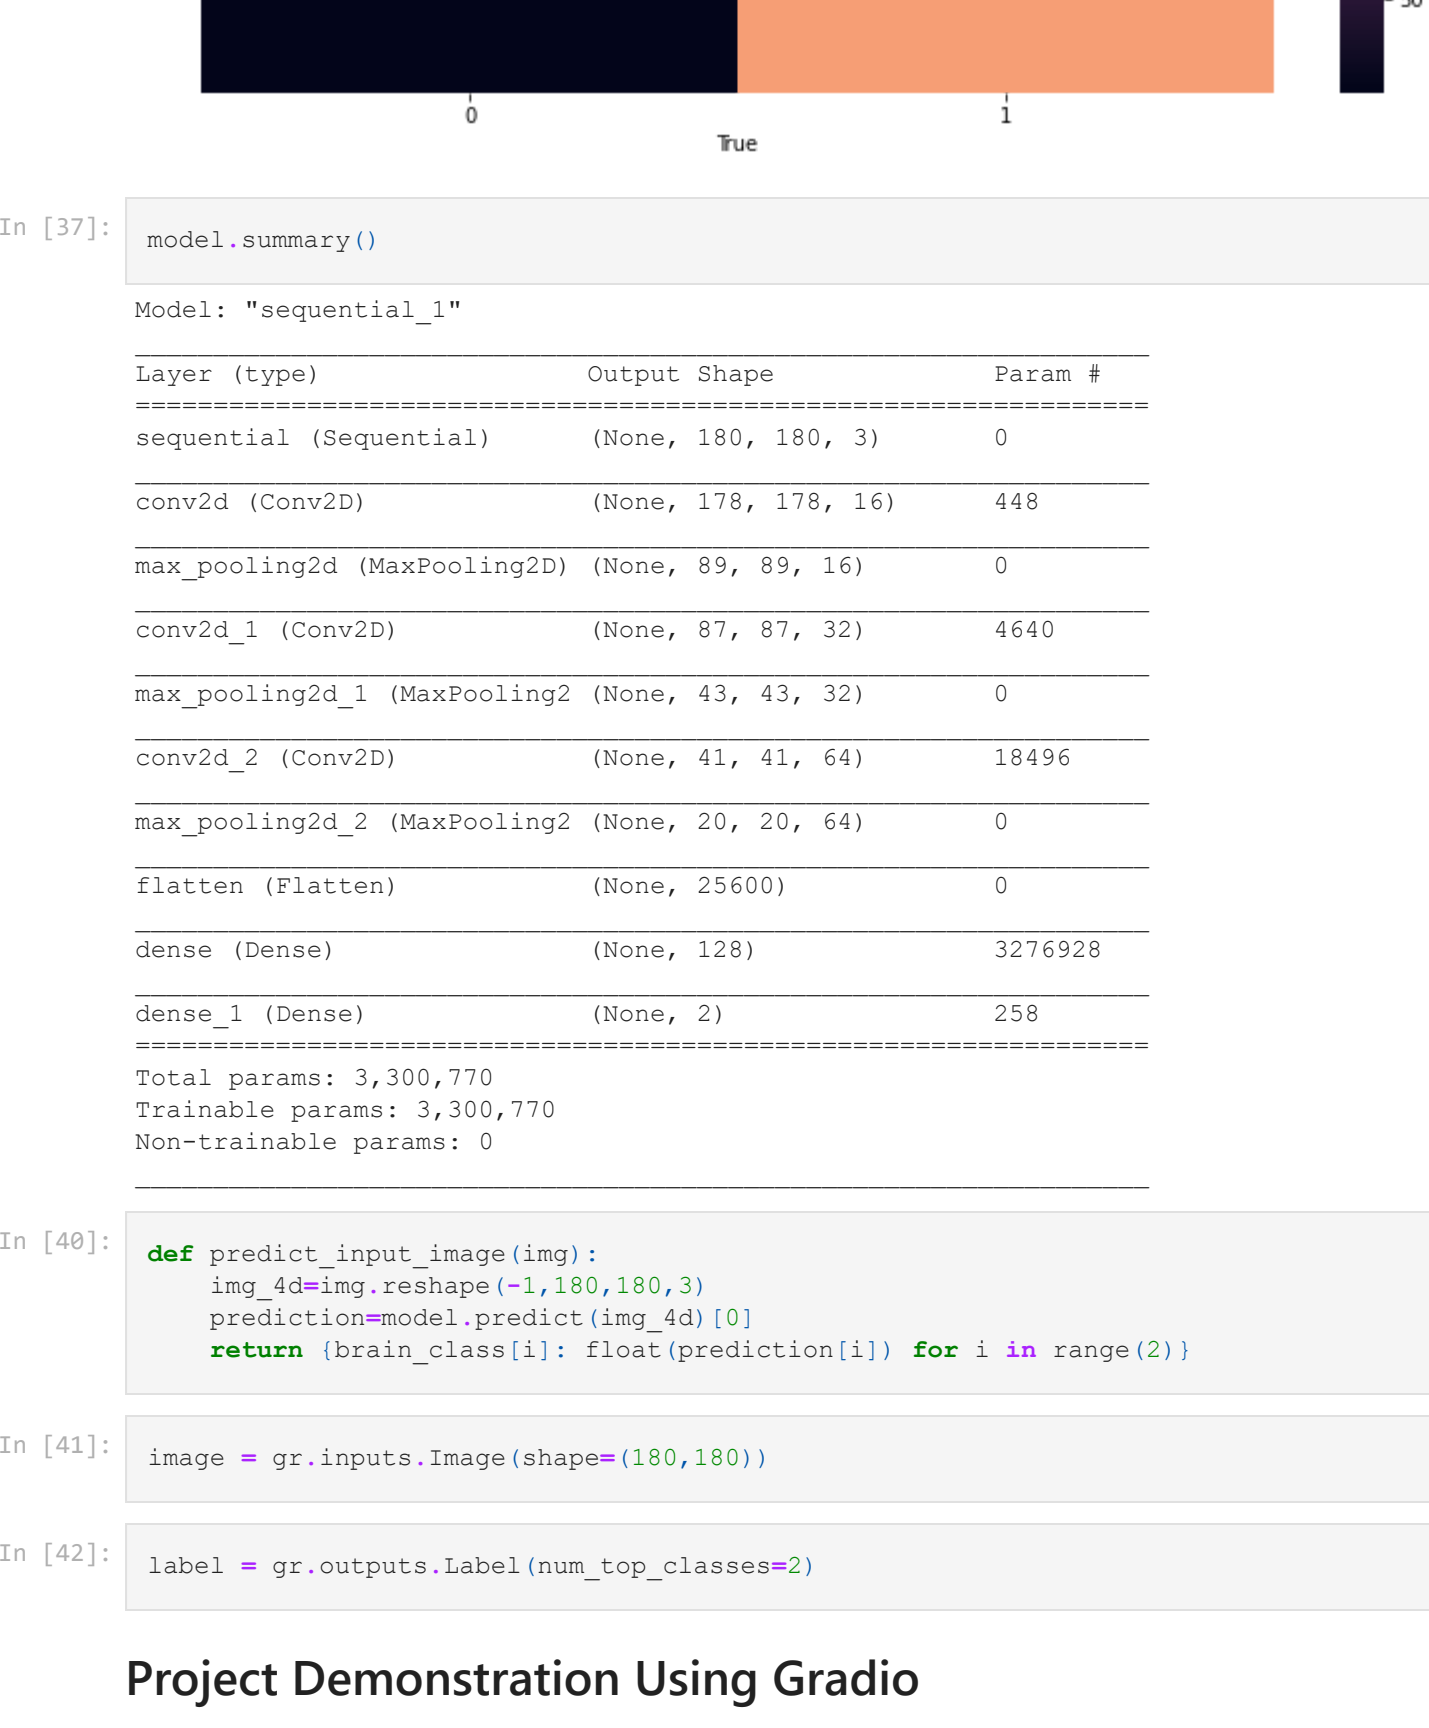 0 1
True
In [37]:
model.summary()
Model: "sequential_1"
Layer (type) Output Shape Param #
=================================================================
sequential (Sequential) (None, 180, 180, 3) 0
conv2d (Conv2D) (None, 178, 178, 16) 448
max_pooling2d (MaxPooling2D) (None, 89, 89, 16) 0
conv2d_1 (Conv2D) (None, 87, 87, 32) 4640
max_pooling2d_1 (MaxPooling2 (None, 43, 43, 32) 0
conv2d_2 (Conv2D) (None, 41, 41, 64) 18496
max_pooling2d_2 (MaxPooling2 (None, 20, 20, 64) 0
flatten (Flatten) (None, 25600) 0
dense (Dense) (None, 128) 3276928
dense_1 (Dense) (None, 2) 258
=================================================================
Total params: 3,300,770
Trainable params: 3,300,770
Non-trainable params: 0
In [40]:
def predict_input_image(img):
    img_4d=img.reshape(-1,180,180,3)
    prediction=model.predict(img_4d)[0]
    return {brain_class[i]: float(prediction[i]) for i in range(2)}
In [41]:
image = gr.inputs.Image(shape=(180,180))
In [42]:
label = gr.outputs.Label(num_top_classes=2)
Project Demonstration Using Gradio